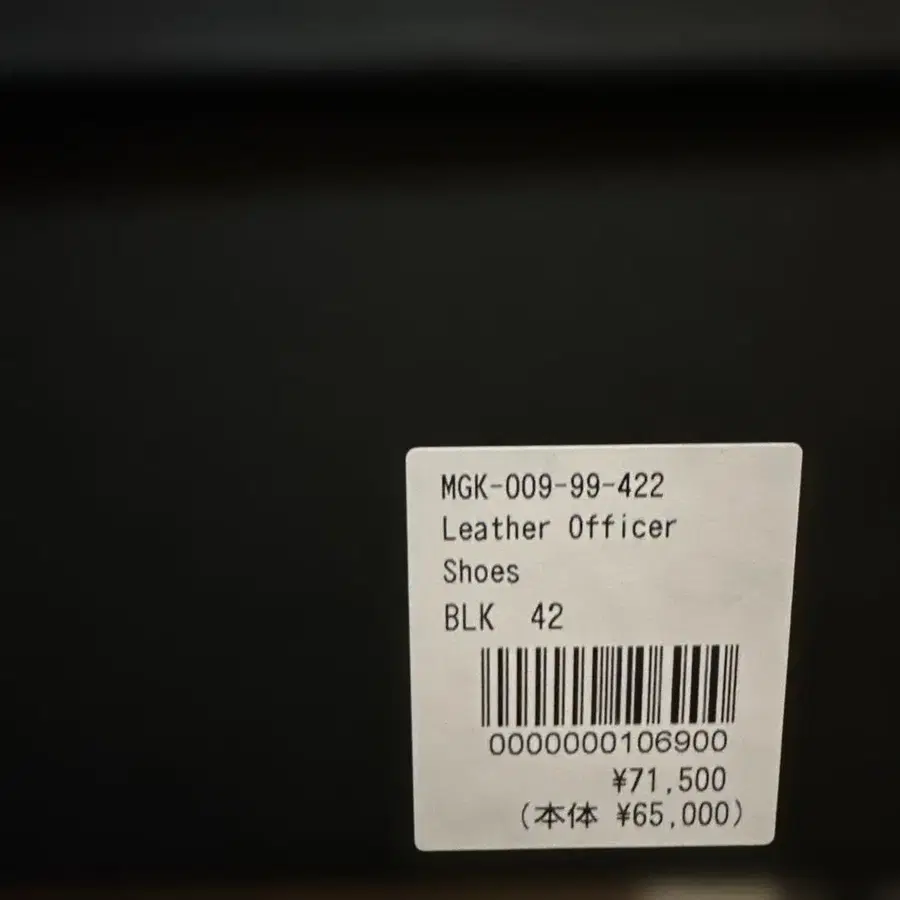 MGK-009-99-422
Leather Officer
Shoes
BLK 42
0000000106900
¥71,500
(本体 ¥65,000)